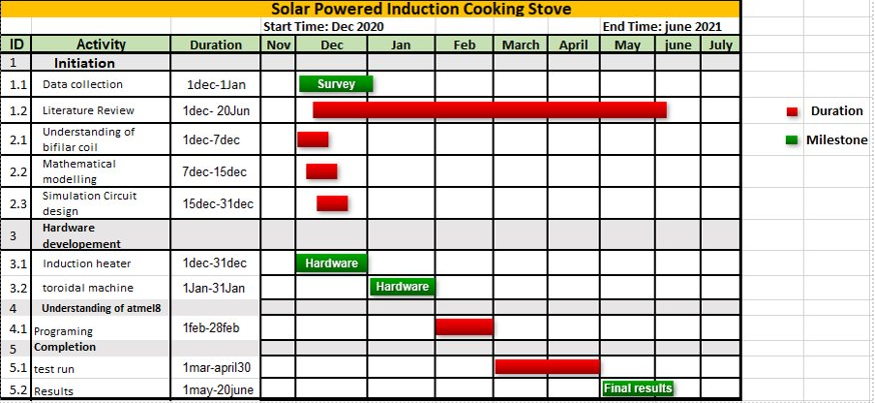 Solar Powered Induction Cooking Stove
Start Time: Dec 2020 End Time: june 2021
ID Activity Duration Nov Dec Jan Feb March April May june July
1 Initiation
1.1 Data collection 1dec-1Jan Survey
1.2 Literature Review 1dec- 20Jun
2.1 Understanding of bifilar coil 1dec-7dec
2.2 Mathematical modelling 7dec-15dec
2.3 Simulation Circuit design 15dec-31dec
3 Hardware developement
3.1 Induction heater 1dec-31dec Hardware
3.2 toroidal machine 1Jan-31Jan Hardware
4 Understanding of atmel8
4.1 Programing 1feb-28feb
5 Completion
5.1 test run 1mar-april30
5.2 Results 1may-20june Final results
Duration
Milestone